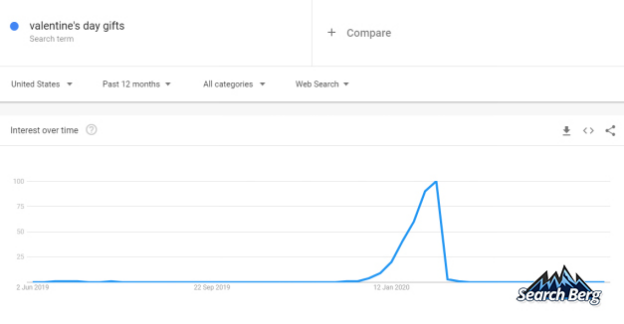 valentine's day gifts
Search term
+ Compare
United States
Past 12 months
All categories
Web Search
Interest over time
?
100
75
50
25
2 Jun 2019
22 Sep 2019
12 Jan 2020
Search Berg